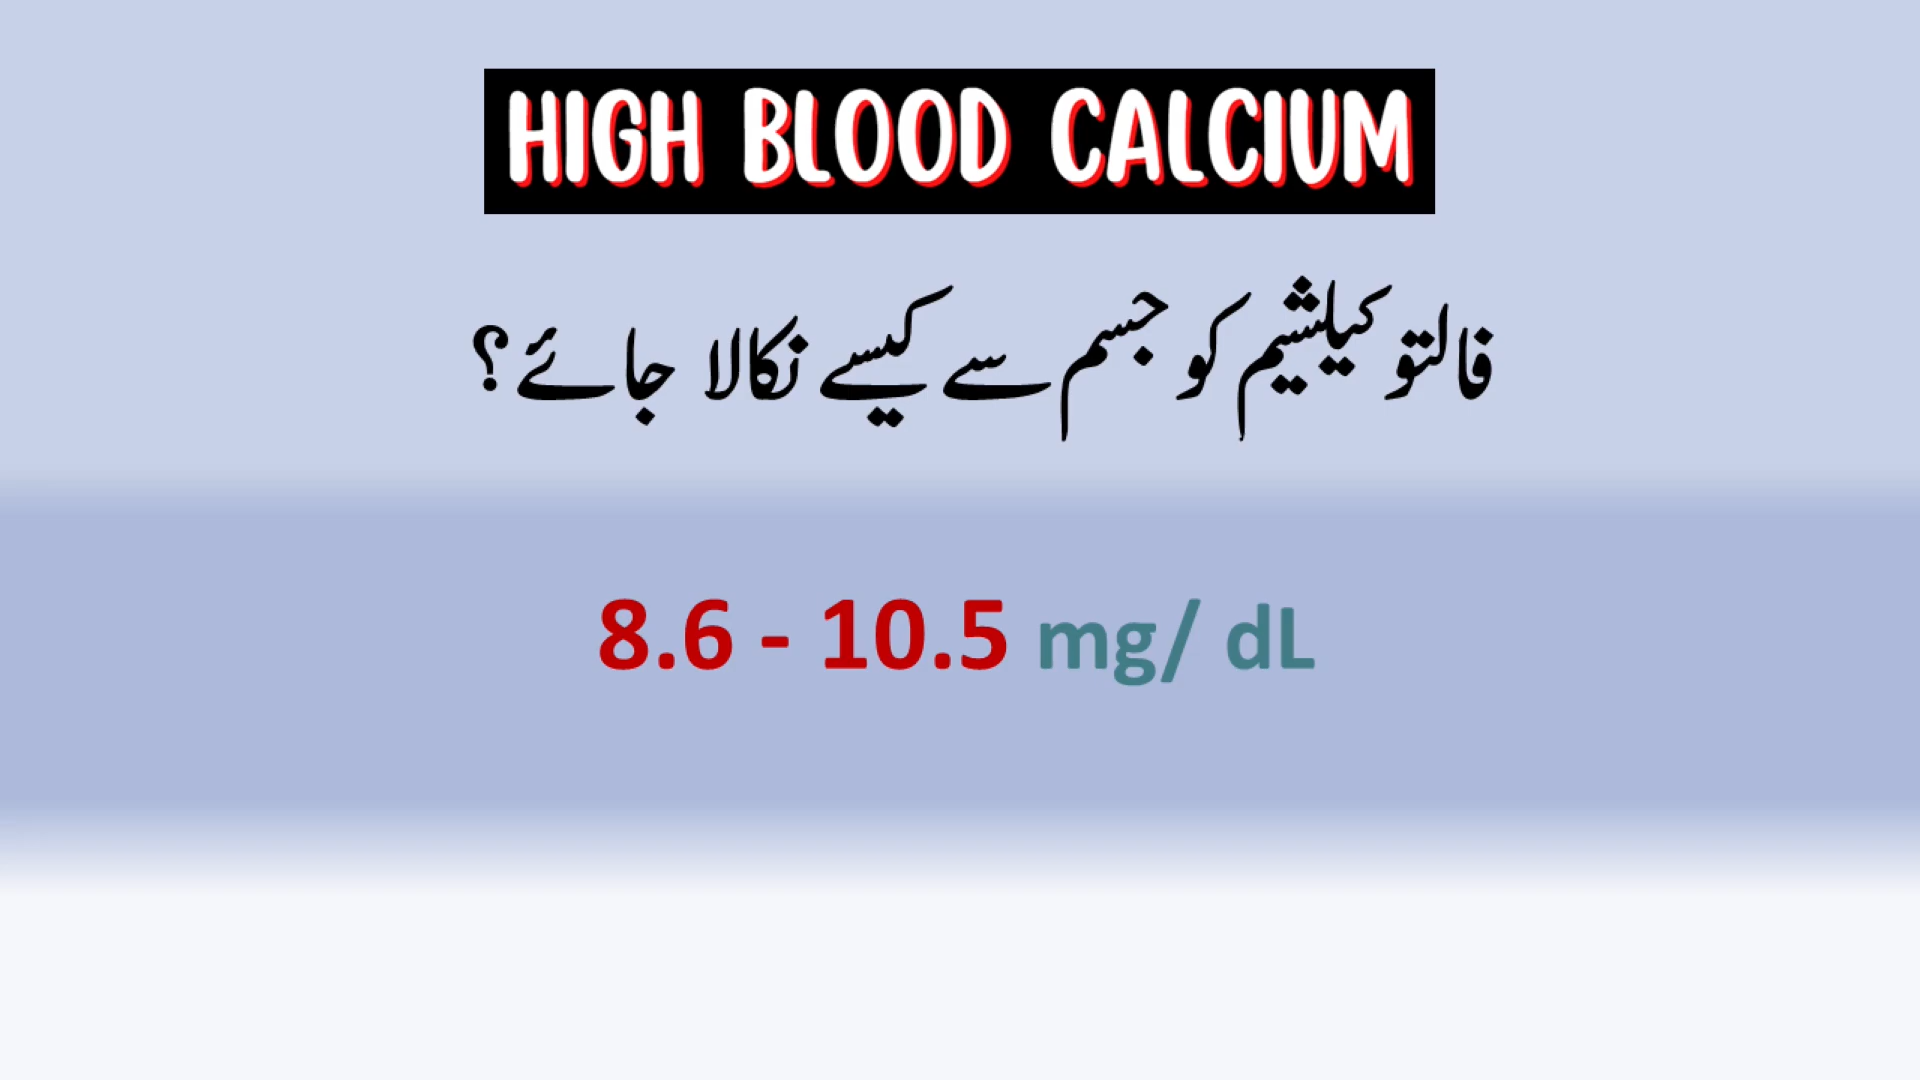 HIGH BLOOD CALCIUM
فالتو کیلشیم کو جسم سے کیسے نکالا جائے؟
8.6 - 10.5 mg/ dL